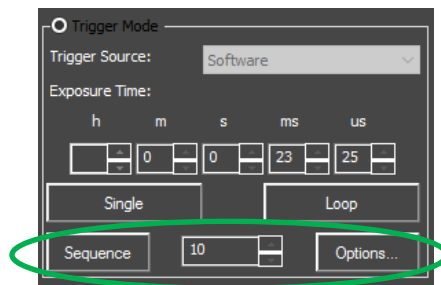 Trigger Mode
Trigger Source: Software
Exposure Time:
h m s ms us
0 0 23 25
Single Loop
Sequence 10 Options...